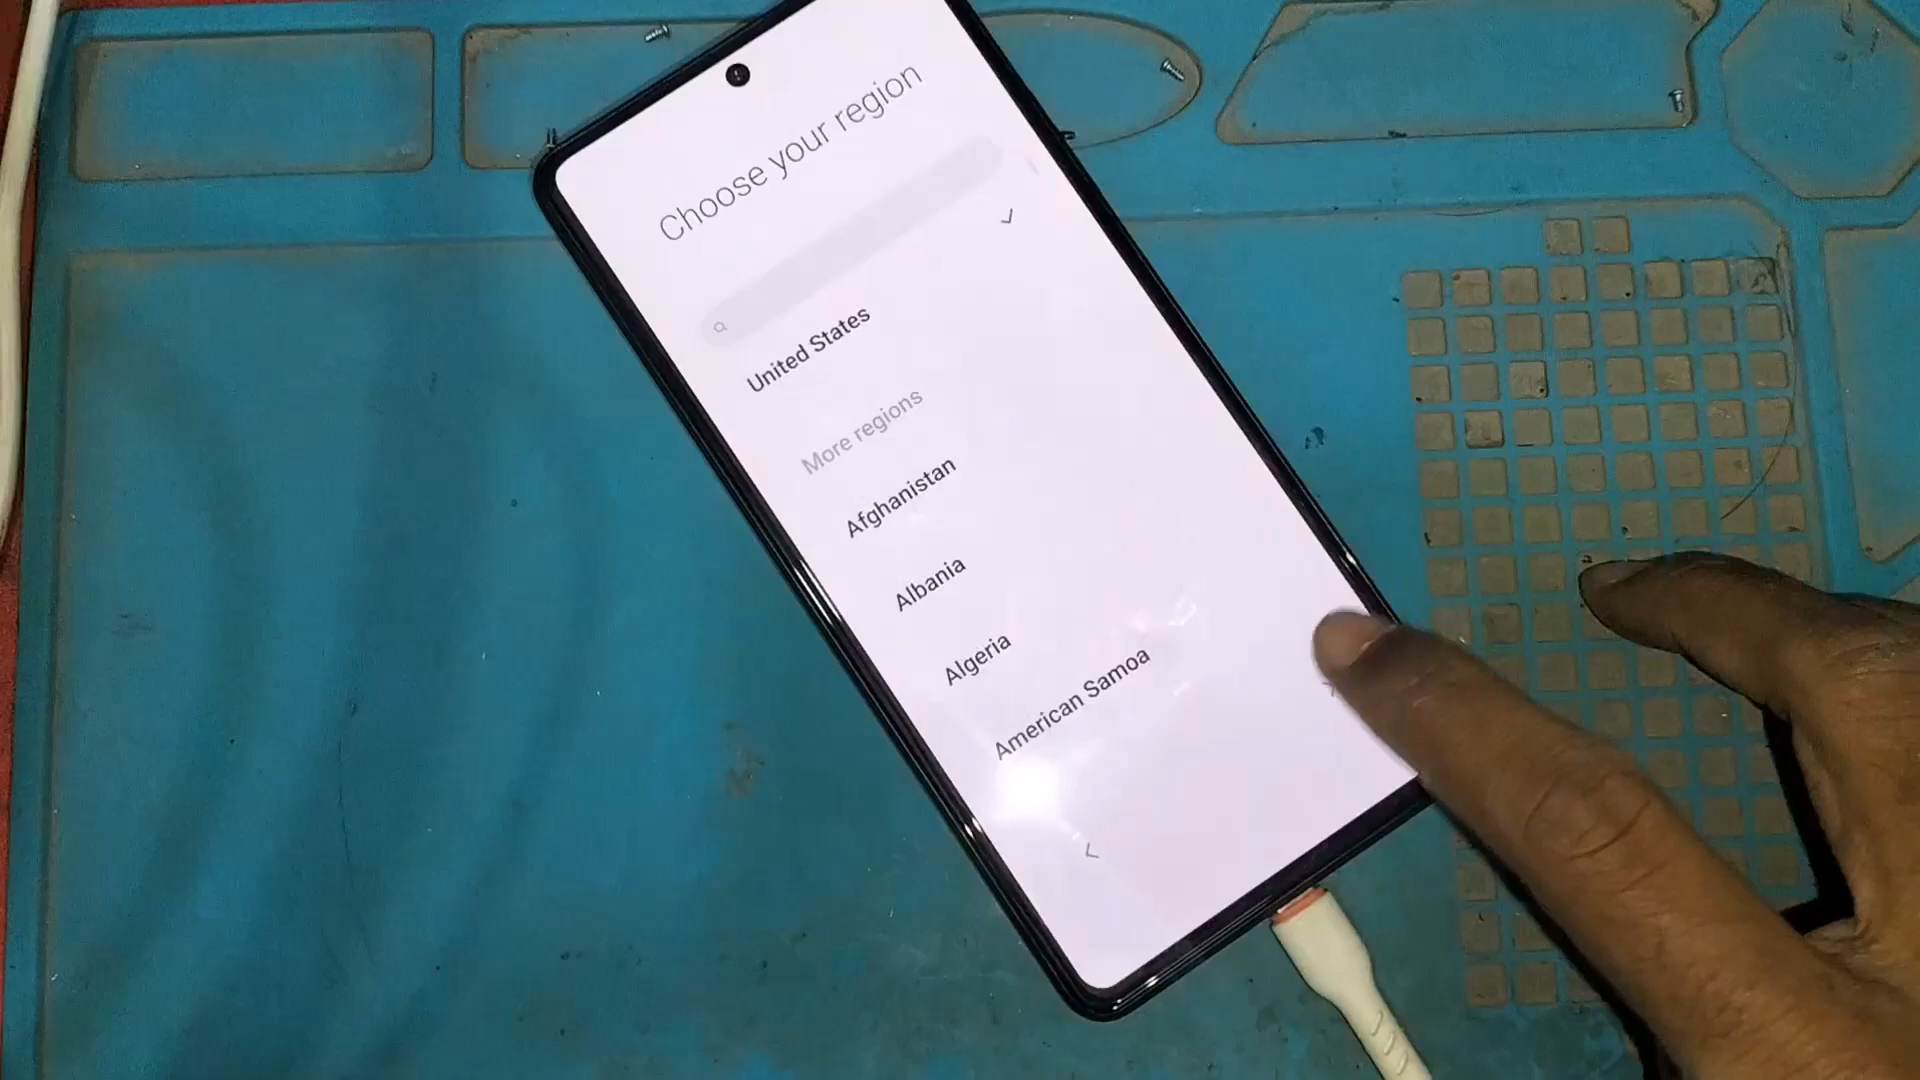 Choose your region
United States
More regions
Afghanistan
Albania
Algeria
American Samoa